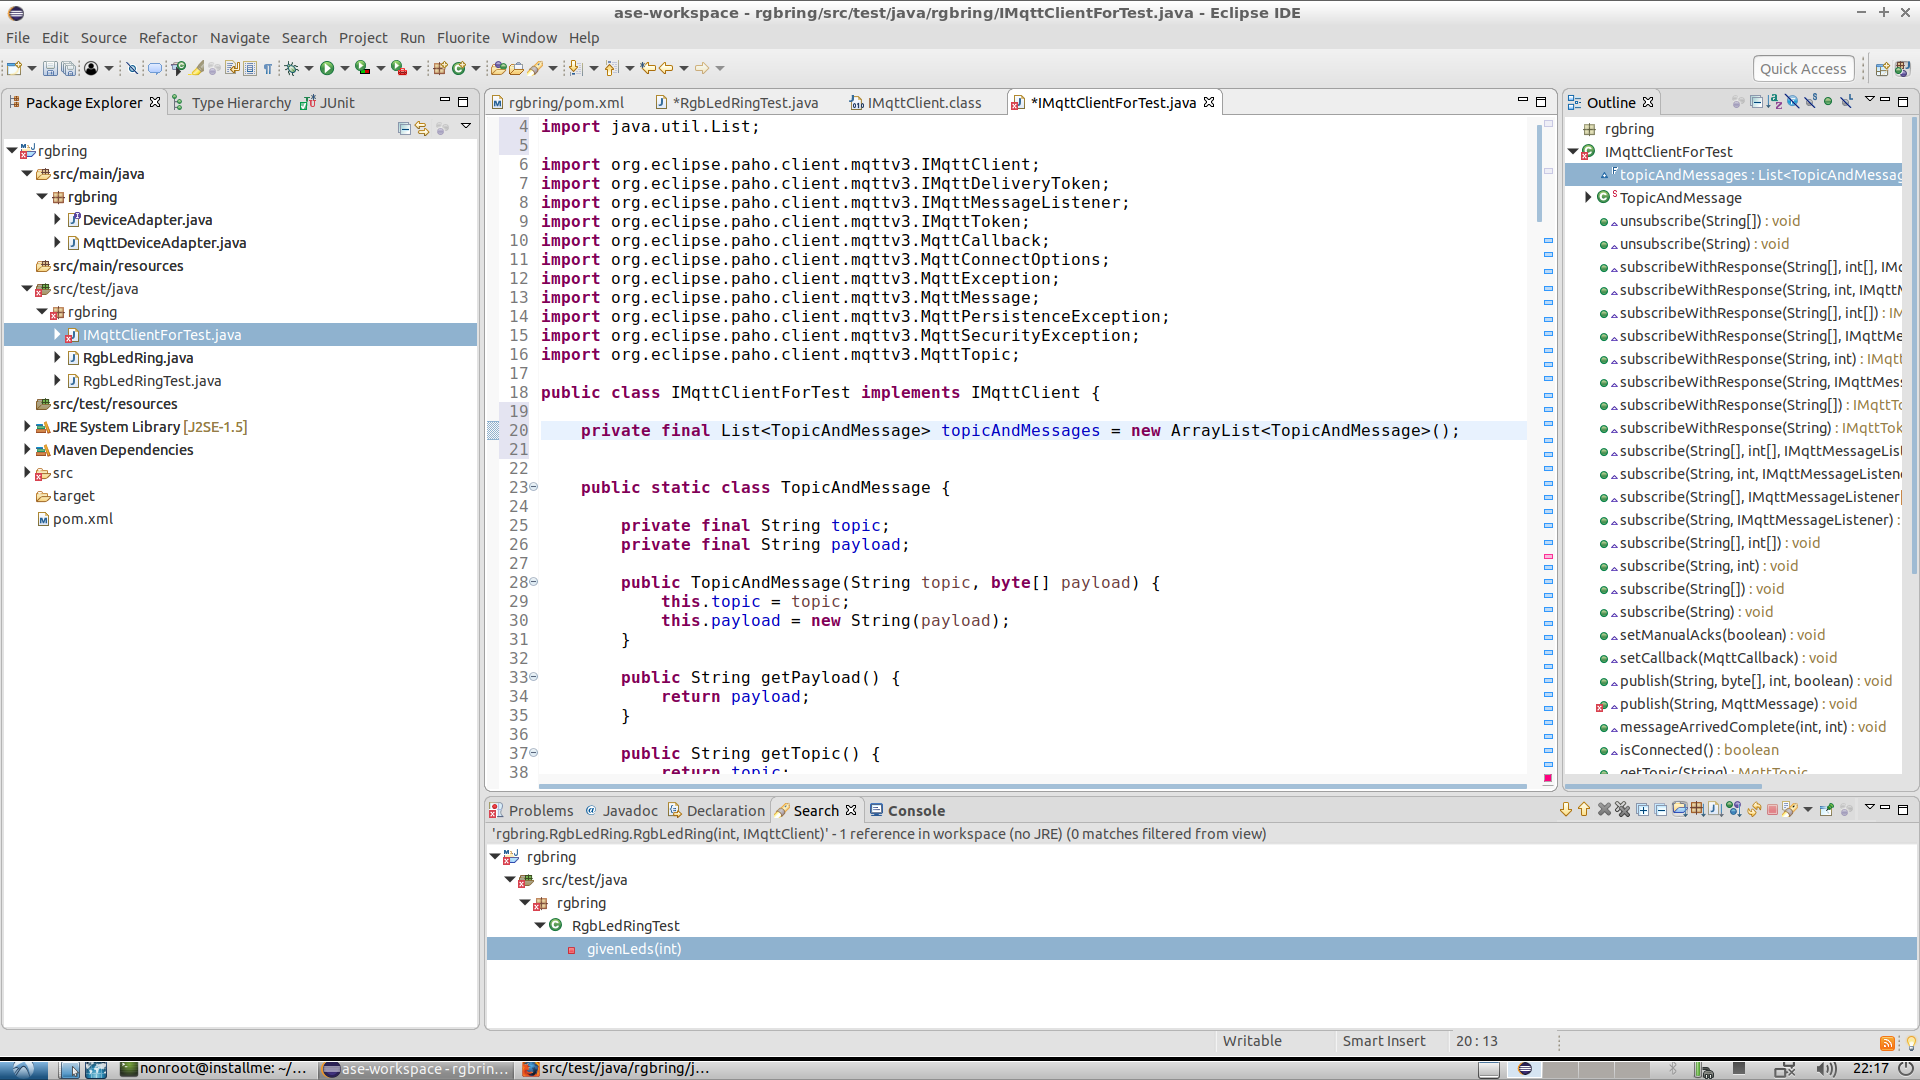 ase-workspace - rgbring/src/test/java/rgbring/IMqttClientForTest.java - Eclipse IDE
File Edit Source Refactor Navigate Search Project Run Fluorite Window Help
Quick Access
Package Explorer Type Hierarchy JUnit
rgbring
src/main/java
rgbring
DeviceAdapter.java
MqttDeviceAdapter.java
src/main/resources
src/test/java
rgbring
IMqttClientForTest.java
RgbLedRing.java
RgbLedRingTest.java
src/test/resources
JRE System Library [J2SE-1.5]
Maven Dependencies
src
target
pom.xml
rgbring/pom.xml *RgbLedRingTest.java IMqttClient.class *IMqttClientForTest.java
4 import java.util.List;
5
6 import org.eclipse.paho.client.mqttv3.IMqttClient;
7 import org.eclipse.paho.client.mqttv3.IMqttDeliveryToken;
8 import org.eclipse.paho.client.mqttv3.IMqttMessageListener;
9 import org.eclipse.paho.client.mqttv3.IMqttToken;
10 import org.eclipse.paho.client.mqttv3.MqttCallback;
11 import org.eclipse.paho.client.mqttv3.MqttConnectOptions;
12 import org.eclipse.paho.client.mqttv3.MqttException;
13 import org.eclipse.paho.client.mqttv3.MqttMessage;
14 import org.eclipse.paho.client.mqttv3.MqttPersistenceException;
15 import org.eclipse.paho.client.mqttv3.MqttSecurityException;
16 import org.eclipse.paho.client.mqttv3.MqttTopic;
17
18 public class IMqttClientForTest implements IMqttClient {
19
20 private final List<TopicAndMessage> topicAndMessages = new ArrayList<TopicAndMessage>();
21
22
23 public static class TopicAndMessage {
24
25 private final String topic;
26 private final String payload;
27
28 public TopicAndMessage(String topic, byte[] payload) {
29 this.topic = topic;
30 this.payload = new String(payload);
31 }
32
33 public String getPayload() {
34 return payload;
35 }
36
37 public String getTopic() {
38 return topic;
Outline
rgbring
IMqttClientForTest
topicAndMessages : List<TopicAndMessag
TopicAndMessage
unsubscribe(String[]) : void
unsubscribe(String) : void
subscribeWithResponse(String[], int[], IMc
subscribeWithResponse(String, int, IMqttM
subscribeWithResponse(String[], int[]) : IM
subscribeWithResponse(String[], IMqttMe
subscribeWithResponse(String, int) : IMqtt
subscribeWithResponse(String, IMqttMess
subscribeWithResponse(String[]) : IMqttTo
subscribeWithResponse(String) : IMqttTok
subscribe(String[], int[], IMqttMessageList
subscribe(String, int, IMqttMessageListene
subscribe(String[], IMqttMessageListener[
subscribe(String, IMqttMessageListener) :
subscribe(String[], int[]) : void
subscribe(String, int) : void
subscribe(String[]) : void
subscribe(String) : void
setManualAcks(boolean) : void
setCallback(MqttCallback) : void
publish(String, byte[], int, boolean) : void
publish(String, MqttMessage) : void
messageArrivedComplete(int, int) : void
isConnected() : boolean
getTopic(String) : MqttTopic
Problems Javadoc Declaration Search Console
'rgbring.RgbLedRing.RgbLedRing(int, IMqttClient)' - 1 reference in workspace (no JRE) (0 matches filtered from view)
rgbring
src/test/java
rgbring
RgbLedRingTest
givenLeds(int)
Writable Smart Insert 20 : 13
nonroot@installme: ~/... ase-workspace - rgbrin... src/test/java/rgbring/j... 22:17